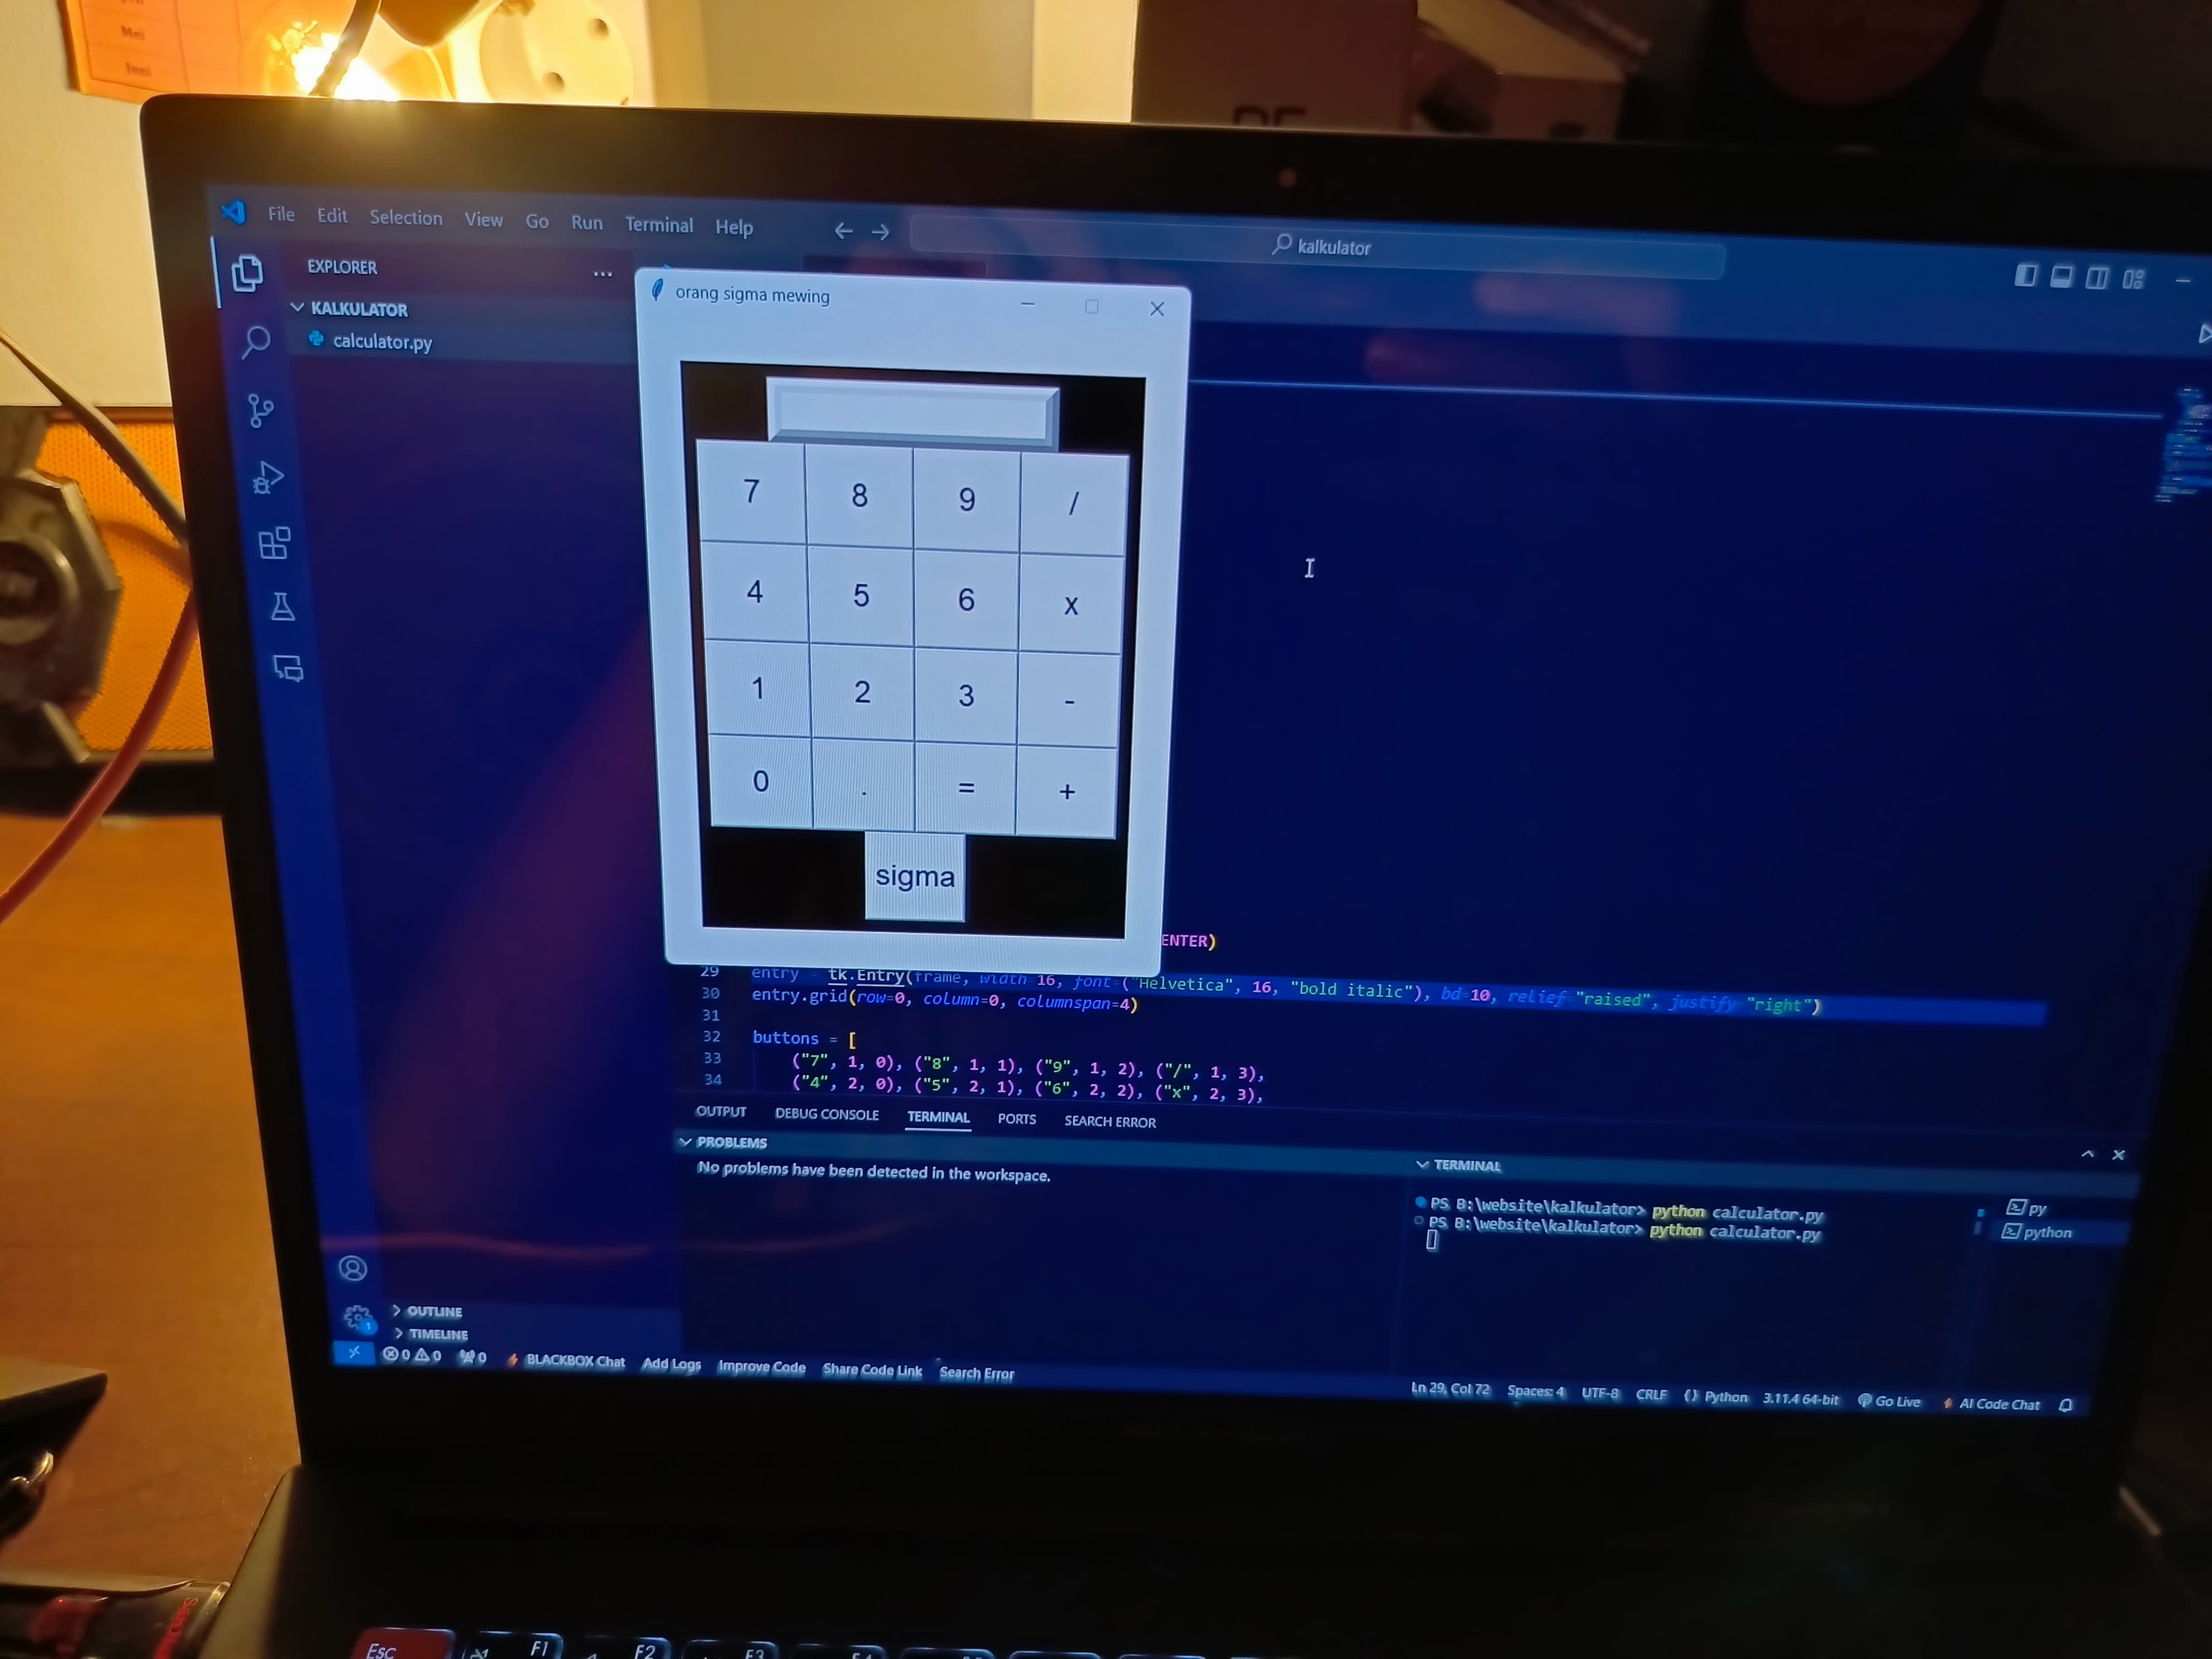 Mei
Juni
File Edit Selection View Go Run Terminal Help
kalkulator
EXPLORER ...
KALKULATOR
calculator.py
orang sigma mewing
7 8 9 /
4 5 6 x
1 2 3 -
0 . = +
sigma
ENTER)
29 entry = tk.Entry(frame, width=16, font=("Helvetica", 16, "bold italic"), bd=10, relief="raised", justify="right")
30 entry.grid(row=0, column=0, columnspan=4)
31
32 buttons = [
33 ("7", 1, 0), ("8", 1, 1), ("9", 1, 2), ("/", 1, 3),
34 ("4", 2, 0), ("5", 2, 1), ("6", 2, 2), ("x", 2, 3),
OUTPUT DEBUG CONSOLE TERMINAL PORTS SEARCH ERROR
PROBLEMS
No problems have been detected in the workspace.
TERMINAL
PS B:\website\kalkulator> python calculator.py
PS B:\website\kalkulator> python calculator.py
py
python
OUTLINE
TIMELINE
1
0 0 0 BLACKBOX Chat Add Logs Improve Code Share Code Link Search Error
Ln 29, Col 72 Spaces: 4 UTF-8 CRLF {} Python 3.11.4 64-bit Go Live AI Code Chat
Esc F1 F2 F3